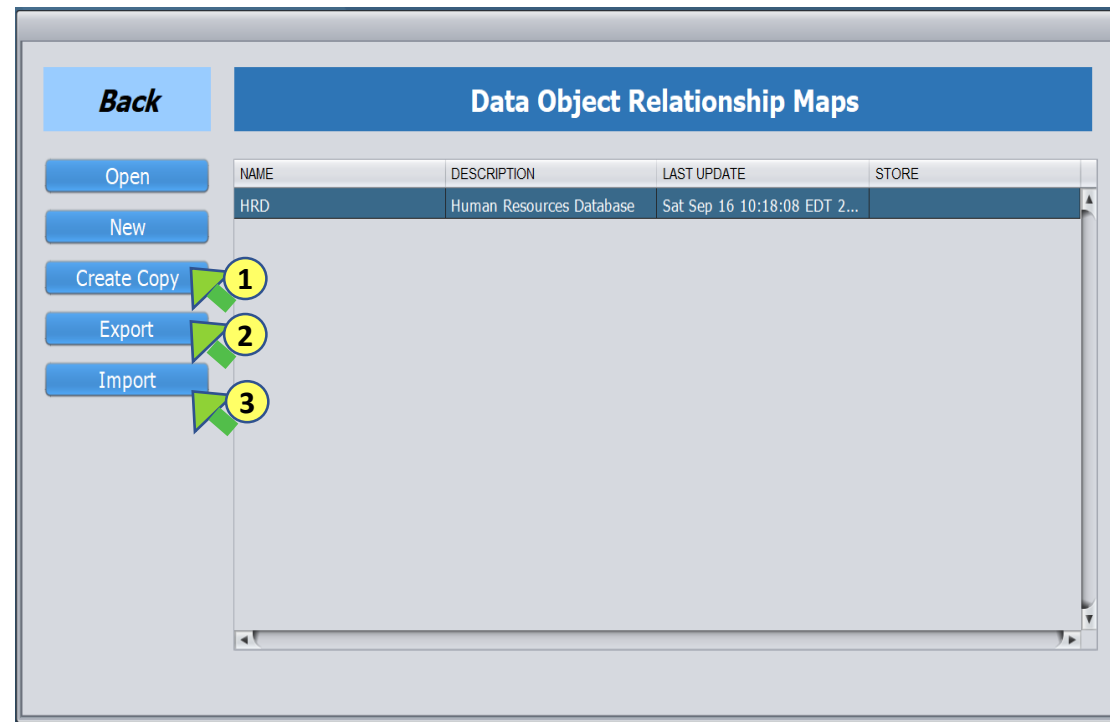 Back
Data Object Relationship Maps
Open
New
Create Copy
Export
Import
NAME DESCRIPTION LAST UPDATE STORE
HRD Human Resources Database Sat Sep 16 10:18:08 EDT 2...
1
2
3